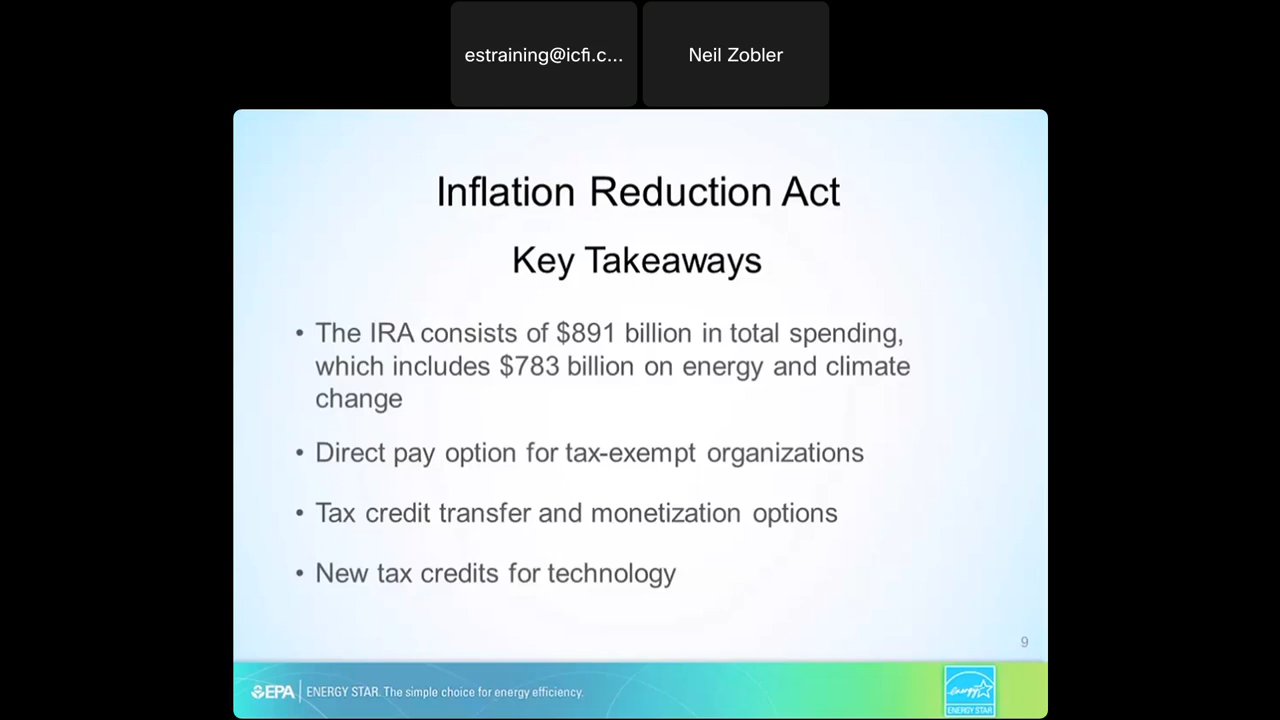 estraining@icfi.c...
Neil Zobler
Inflation Reduction Act
Key Takeaways
• The IRA consists of $891 billion in total spending,
which includes $783 billion on energy and climate
change
• Direct pay option for tax-exempt organizations
• Tax credit transfer and monetization options
• New tax credits for technology
9
EPA ENERGY STAR. The simple choice for energy efficiency.
energy
ENERGY STAR